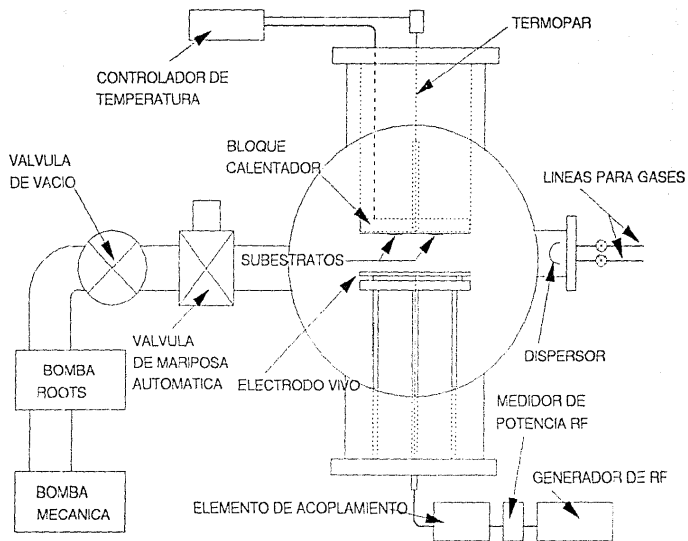 TERMOPAR
CONTROLADOR DE
TEMPERATURA
VALVULA
DE VACIO
BLOQUE
CALENTADOR
LINEAS PARA GASES
SUBESTRATOS
VALVULA
DE MARIPOSA
AUTOMATICA
ELECTRODO VIVO
DISPERSOR
BOMBA
ROOTS
MEDIDOR DE
POTENCIA RF
BOMBA
MECANICA
ELEMENTO DE ACOPLAMIENTO
GENERADOR DE RF